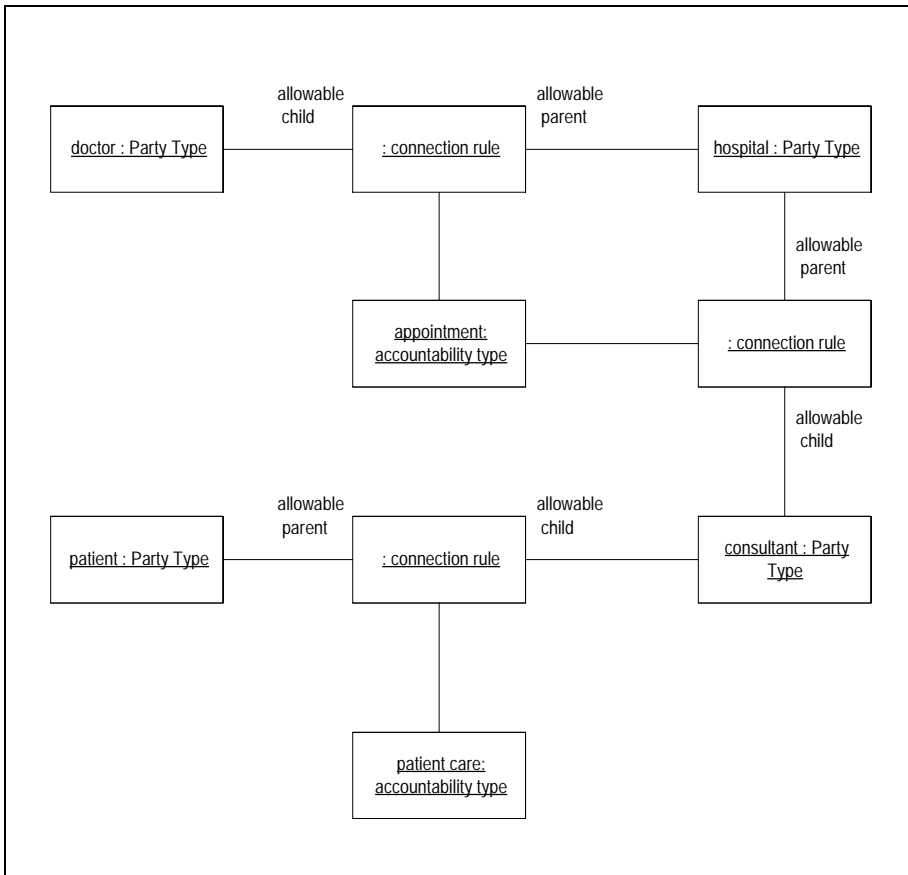 allowable
child
allowable
parent
doctor : Party Type
: connection rule
hospital : Party Type
allowable
parent
appointment:
accountability type
: connection rule
allowable
child
allowable
parent
allowable
child
patient : Party Type
: connection rule
consultant : Party
Type
patient care:
accountability type